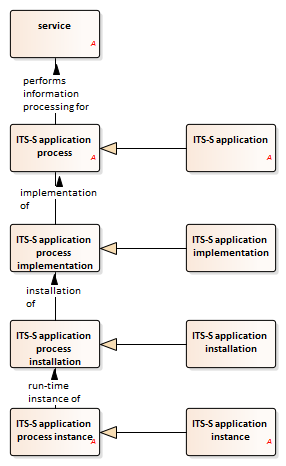 service
A
performs
information
processing for
ITS-S application
process
A
ITS-S application
A
implementation
of
ITS-S application
process
implementation
A
ITS-S application
implementation
installation
of
ITS-S application
process
installation
A
ITS-S application
installation
run-time
instance of
ITS-S application
process instance
A
ITS-S application
instance
A